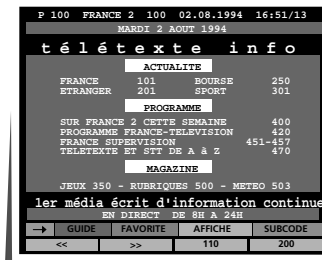 P 100 FRANCE 2 100 02.08.1994 16:51/13
MARDI 2 AOUT 1994
télétexte info
ACTUALITE
FRANCE 101 BOURSE 250
ETRANGER 201 SPORT 301
PROGRAMME
SUR FRANCE 2 CETTE SEMAINE 400
PROGRAMME FRANCE-TELEVISION 420
FRANCE SUPERVISION 451-457
TELETEXTE ET STT DE A à Z 470
MAGAZINE
JEUX 350 - RUBRIQUES 500 - METEO 503
1er média écrit d'information continue
EN DIRECT DE 8H A 24H
→ GUIDE FAVORITE AFFICHE SUBCODE
<< >> 110 200